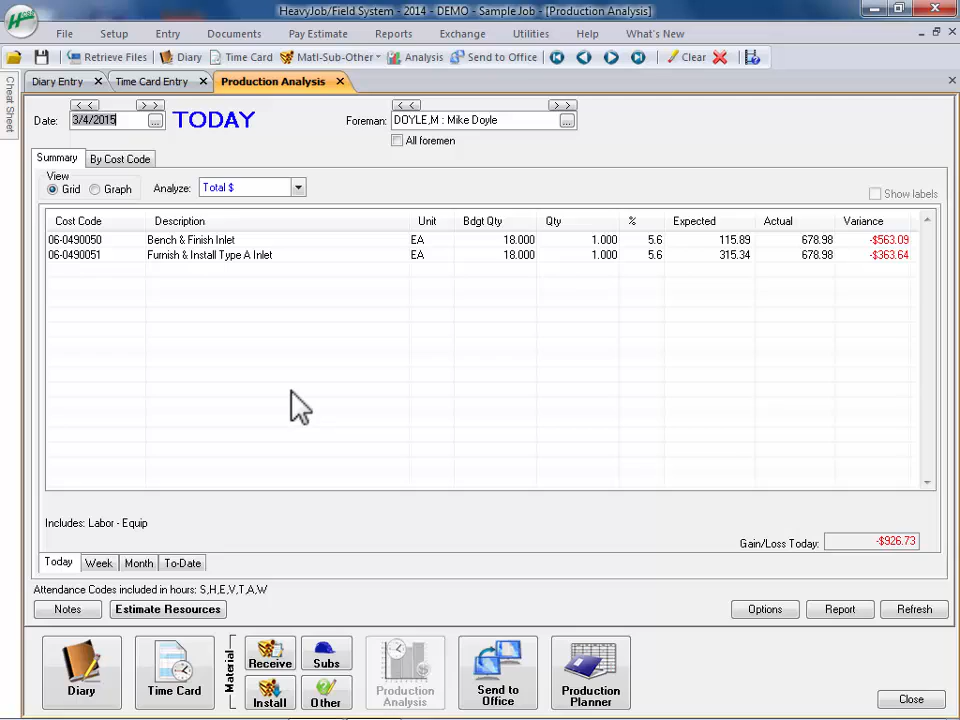 HeavyJob/Field System - 2014 - DEMO - Sample Job - [Production Analysis]
HCSS
File Setup Entry Documents Pay Estimate Reports Exchange Utilities Help What's New
Retrieve Files Diary Time Card Matl-Sub-Other Analysis Send to Office Clear
Diary Entry Time Card Entry Production Analysis
Cheat Sheet
<< >> << >>
Date: 3/4/2015 ... TODAY Foreman: DOYLE,M : Mike Doyle ...
All foremen
Summary By Cost Code
View
Grid Graph Analyze: Total $ Show labels
Cost Code Description Unit Bdgt Qty Qty % Expected Actual Variance
06-0490050 Bench & Finish Inlet EA 18.000 1.000 5.6 115.89 678.98 -$563.09
06-0490051 Furnish & Install Type A Inlet EA 18.000 1.000 5.6 315.34 678.98 -$363.64
Includes: Labor - Equip
Gain/Loss Today: -$926.73
Today Week Month To-Date
Attendance Codes included in hours: S,H,E,V,T,A,W
Notes Estimate Resources Options Report Refresh
Diary Time Card Material Receive Subs Install Other Production Analysis Send to Office Production Planner Close